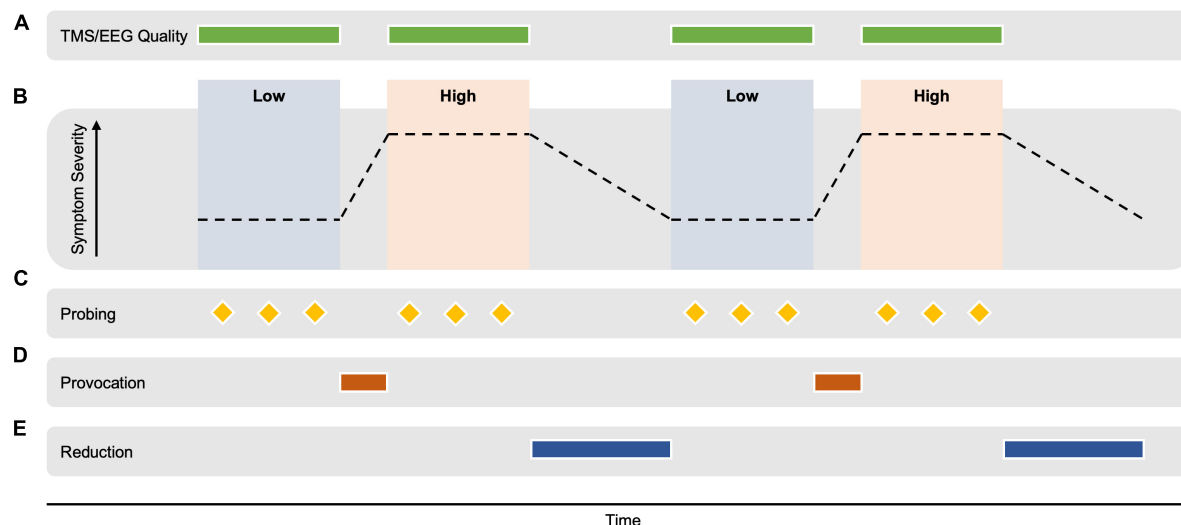 A
TMS/EEG Quality
B
Low
High
Low
High
Symptom Severity
C
Probing
D
Provocation
E
Reduction
Time